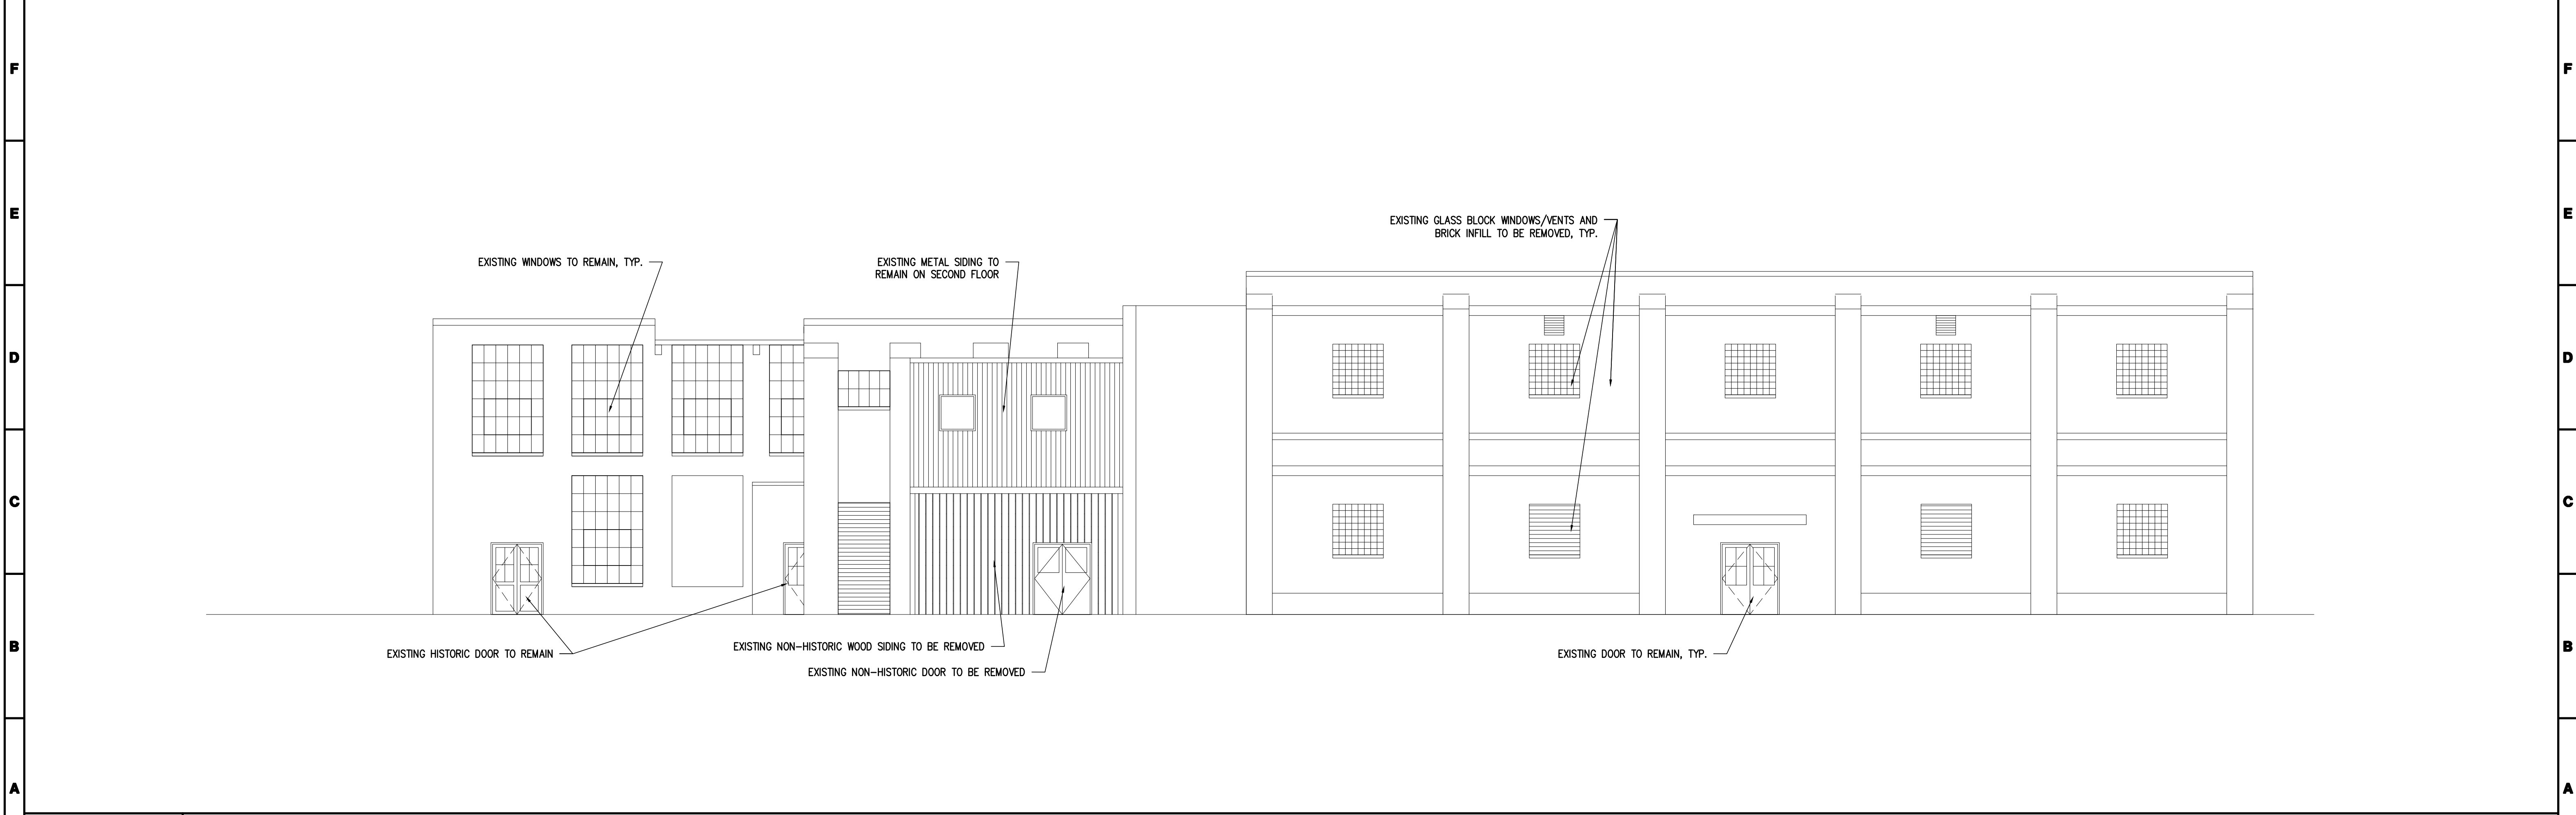 F
F
E
E
EXISTING GLASS BLOCK WINDOWS/VENTS AND
BRICK INFILL TO BE REMOVED, TYP.
EXISTING WINDOWS TO REMAIN, TYP.
EXISTING METAL SIDING TO
REMAIN ON SECOND FLOOR
D
D
C
C
B
B
EXISTING HISTORIC DOOR TO REMAIN
EXISTING NON-HISTORIC WOOD SIDING TO BE REMOVED
EXISTING NON-HISTORIC DOOR TO BE REMOVED
EXISTING DOOR TO REMAIN, TYP.
A
A